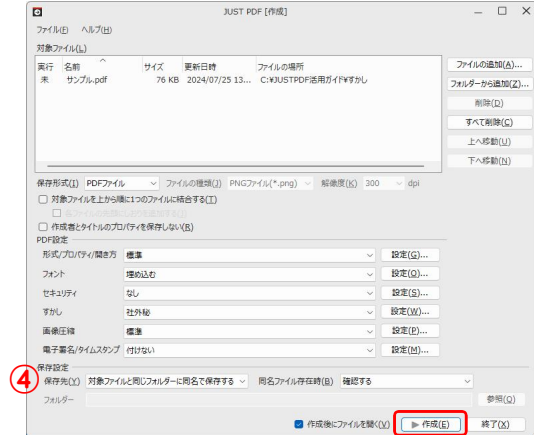 JUST PDF [作成]
ファイル(F) ヘルプ(H)
対象ファイル(L)
実行 名前 サイズ 更新日時 ファイルの場所
未 サンプル.pdf 76 KB 2024/07/25 13... C:¥JUSTPDF活用ガイド¥すかし
ファイルの追加(A)...
フォルダーから追加(Z)...
削除(D)
すべて削除(C)
上へ移動(U)
下へ移動(N)
保存形式(I) PDFファイル ファイルの種類(J) PNGファイル(*.png) 解像度(K) 300 dpi
対象ファイルを上から順に1つのファイルに結合する(T)
作成者とタイトルのプロパティを保存しない(R)
PDF設定
形式/プロパティ/開き方 標準 設定(G)...
フォント 埋め込む 設定(O)...
セキュリティ なし 設定(S)...
すかし 社外秘 設定(W)...
画像圧縮 標準 設定(P)...
電子署名/タイムスタンプ 付けない 設定(M)...
保存設定
④ 保存先(Y) 対象ファイルと同じフォルダーに同名で保存する 同名ファイル存在時(B) 確認する
フォルダー 参照(Q)
作成後にファイルを開く(V) ▶ 作成(E) 終了(X)